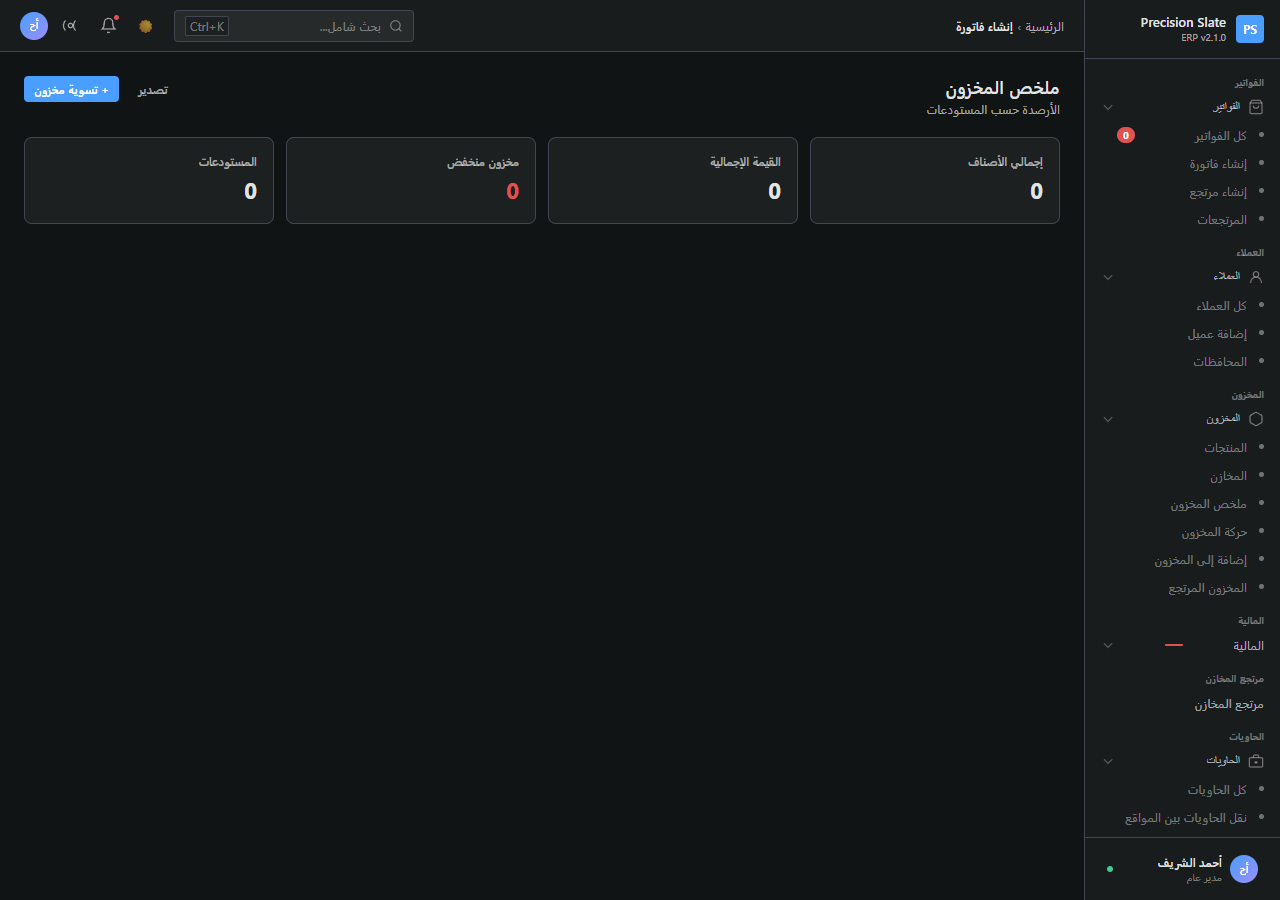 PS
Precision Slate
ERP v2.1.0
الرئيسية › إنشاء فاتورة
بحث شامل...
Ctrl+K
أح
الفواتير
الفواتير
كل الفواتير
0
إنشاء فاتورة
إنشاء مرتجع
المرتجعات
العملاء
العملاء
كل العملاء
إضافة عميل
المحافظات
المخزون
المخزون
المنتجات
المخازن
ملخص المخزون
حركة المخزون
إضافة إلى المخزون
المخزون المرتجع
المالية
المالية
مرتجع المخازن
مرتجع المخازن
الحاويات
الحاويات
كل الحاويات
نقل الحاويات بين المواقع
أح
أحمد الشريف
مدير عام
ملخص المخزون
الأرصدة حسب المستودعات
تصدير
+ تسوية مخزون
إجمالي الأصناف
0
القيمة الإجمالية
0
مخزون منخفض
0
المستودعات
0